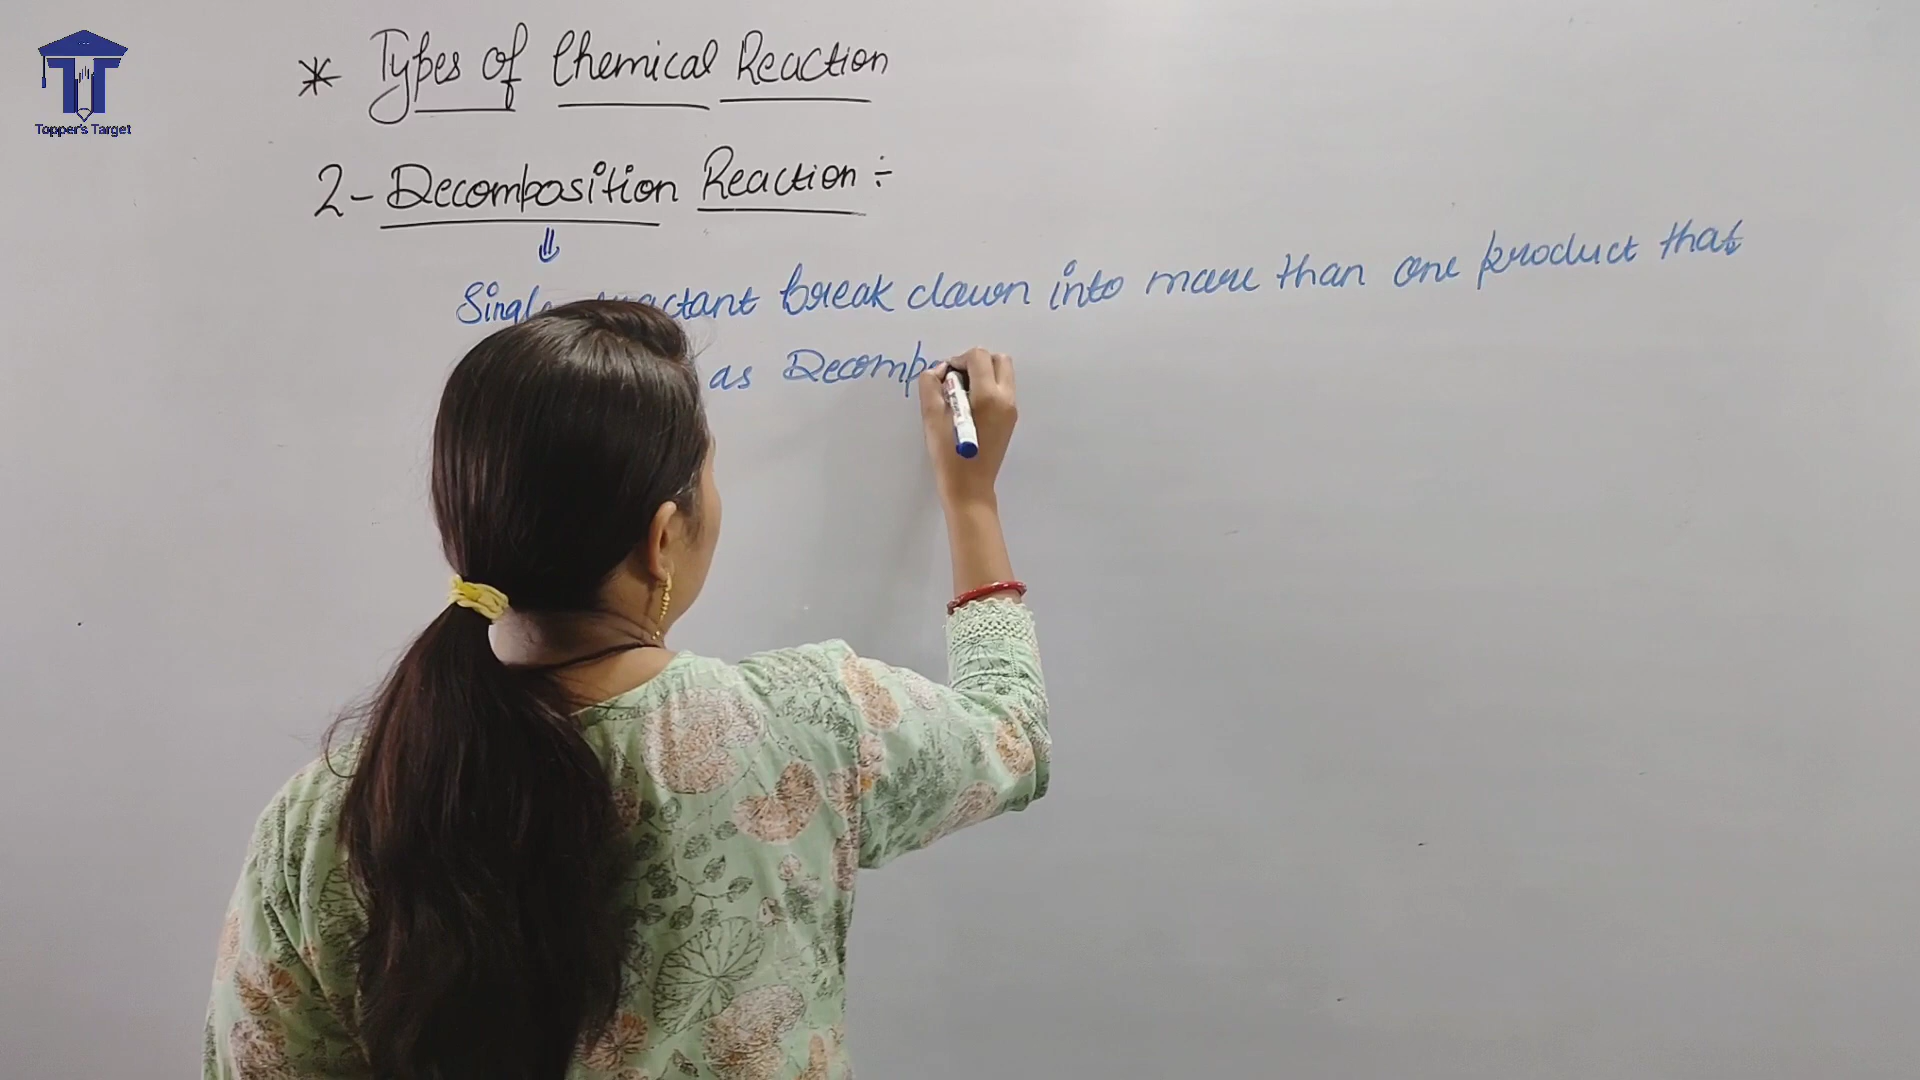 Topper's Target
* Types of Chemical Reaction
2- Decomposition Reaction ÷
⇓
Single reactant break down into more than one product that
as Decomp